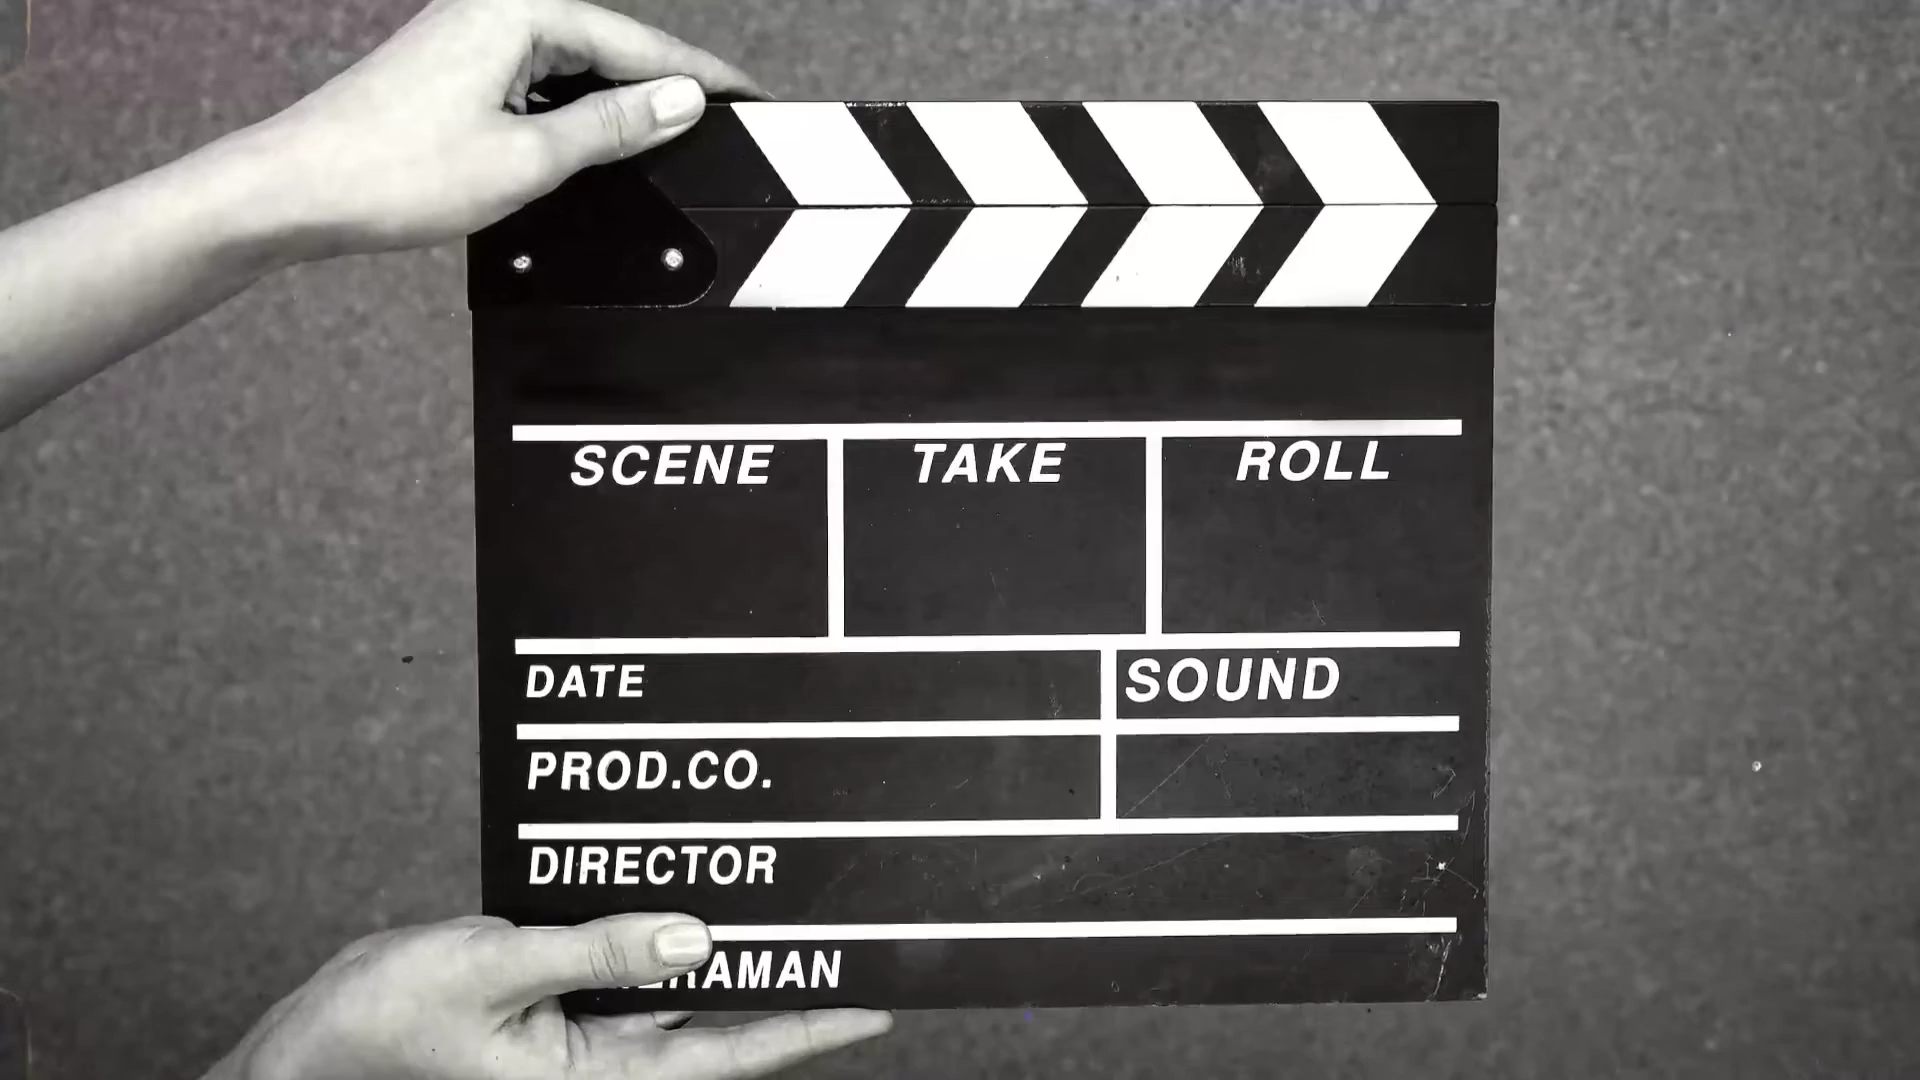 SCENE TAKE ROLL
DATE SOUND
PROD.CO.
DIRECTOR